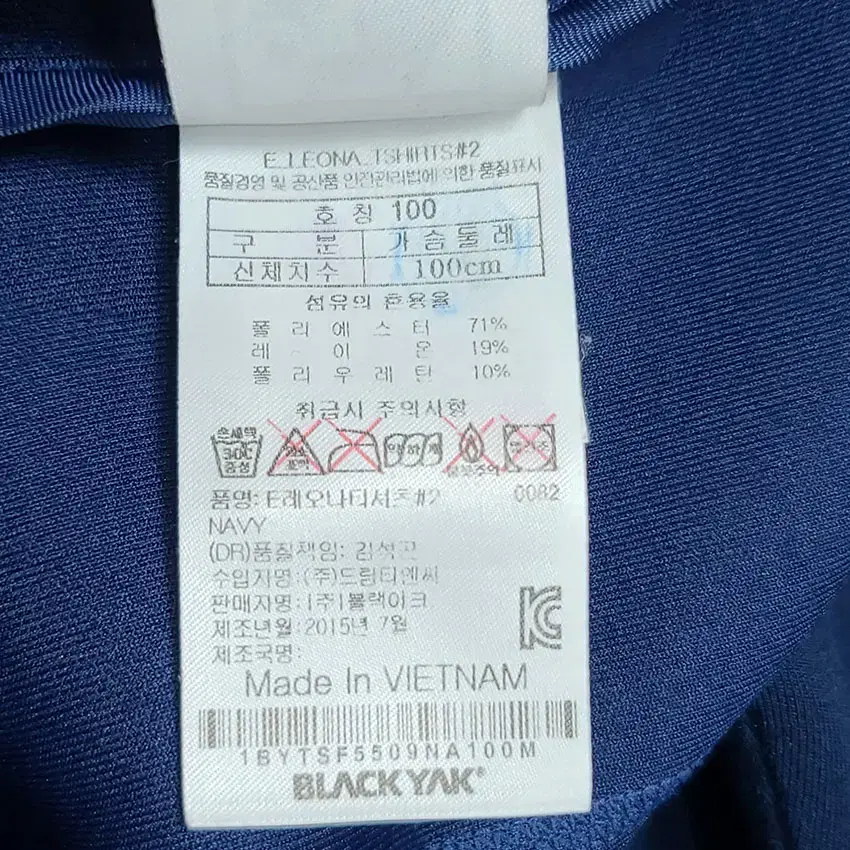 E_LEONA_TSHIRTS#2
품질경영 및 공산품 안전관리법에 의한 품질표시
호 칭 100
구 분 가 슴 둘 레
신체치수 100cm
섬유의 혼용율
폴 리 에 스 터 71%
레 이 온 19%
폴 리 우 레 탄 10%
취급시 주의사항
손세탁 30℃ 중성
품명: E레오나티셔츠#2 0082
NAVY
(DR)품질책임: 김석곤
수입자명:(주)드림티엔씨
판매자명:(주)블랙야크
제조년월:2015년 7월
제조국명:
Made In VIETNAM
1BYTSF5509NA100M
BLACK YAK